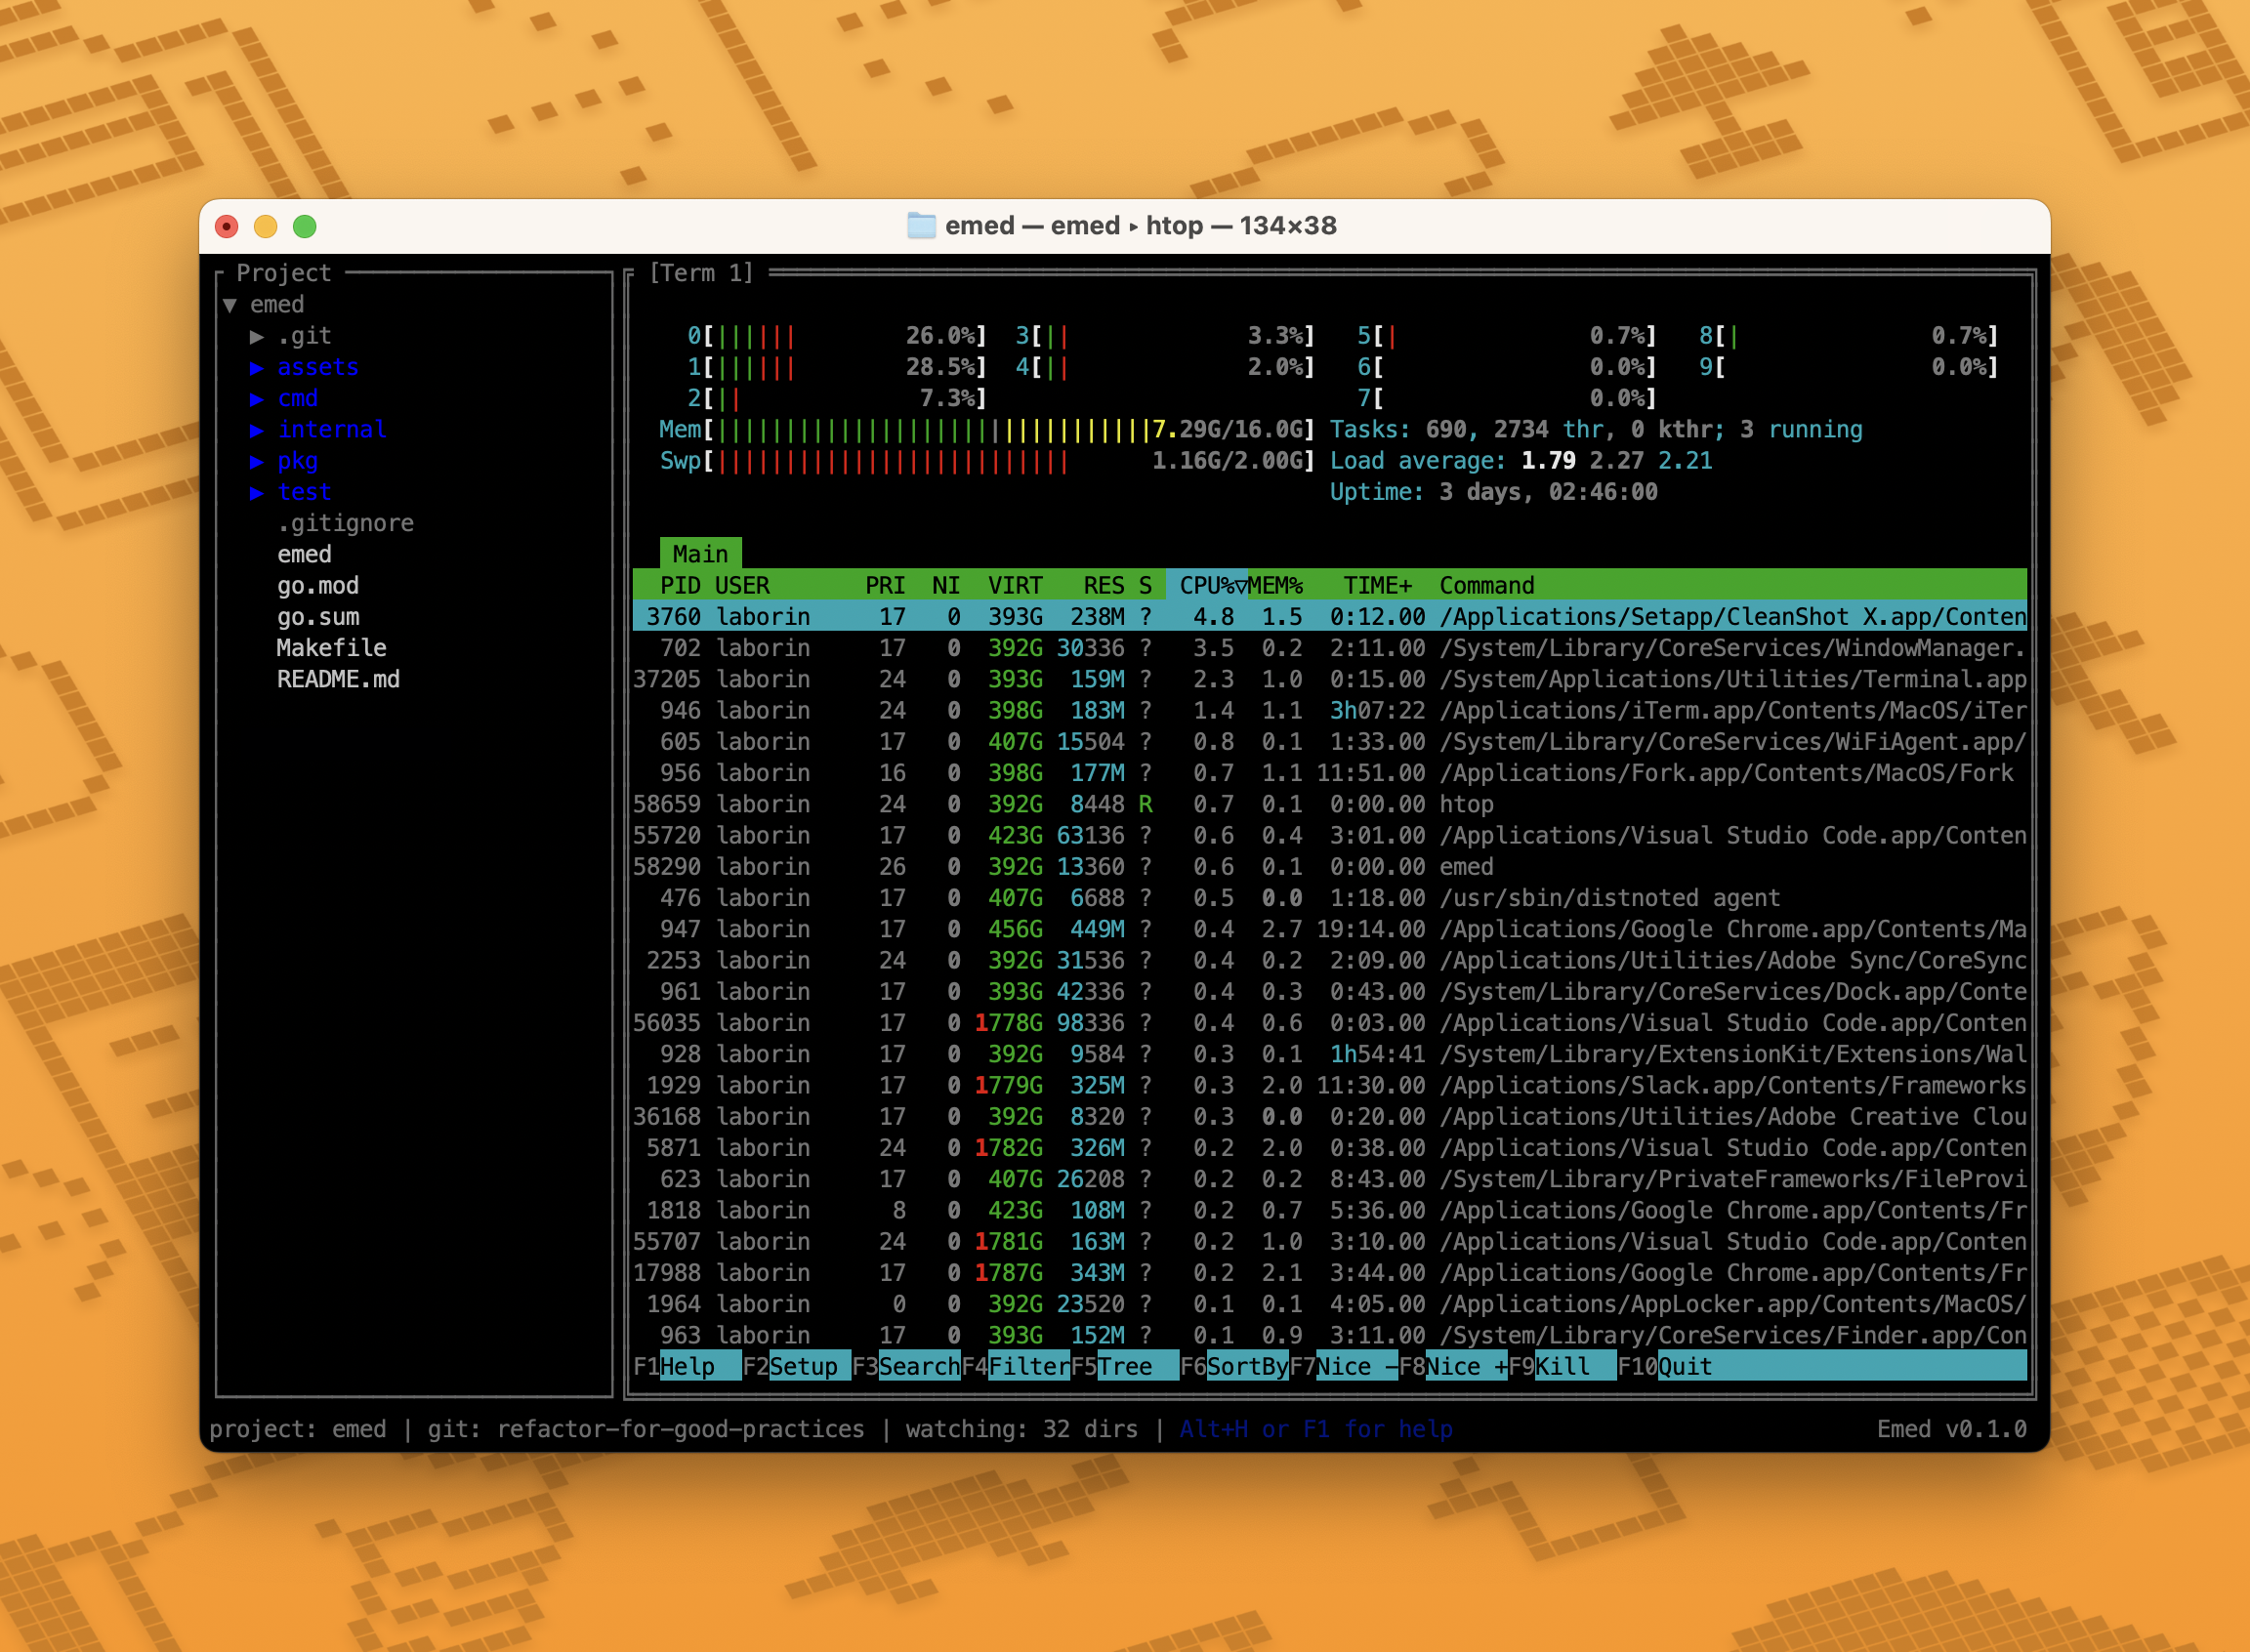 emed — emed ▸ htop — 134×38
Project
▼ emed
▶ .git
▶ assets
▶ cmd
▶ internal
▶ pkg
▶ test
.gitignore
emed
go.mod
go.sum
Makefile
README.md
[Term 1]
0[|||||| 26.0%] 3[|| 3.3%] 5[| 0.7%] 8[| 0.7%]
1[|||||| 28.5%] 4[|| 2.0%] 6[ 0.0%] 9[ 0.0%]
2[|| 7.3%] 7[ 0.0%]
Mem[||||||||||||||||||||||||||||||||7.29G/16.0G] Tasks: 690, 2734 thr, 0 kthr; 3 running
Swp[|||||||||||||||||||||||||| 1.16G/2.00G] Load average: 1.79 2.27 2.21
Uptime: 3 days, 02:46:00
Main
PID USER PRI NI VIRT RES S CPU%▽MEM% TIME+ Command
3760 laborin 17 0 393G 238M ? 4.8 1.5 0:12.00 /Applications/Setapp/CleanShot X.app/Conten
702 laborin 17 0 392G 30336 ? 3.5 0.2 2:11.00 /System/Library/CoreServices/WindowManager.
37205 laborin 24 0 393G 159M ? 2.3 1.0 0:15.00 /System/Applications/Utilities/Terminal.app
946 laborin 24 0 398G 183M ? 1.4 1.1 3h07:22 /Applications/iTerm.app/Contents/MacOS/iTer
605 laborin 17 0 407G 15504 ? 0.8 0.1 1:33.00 /System/Library/CoreServices/WiFiAgent.app/
956 laborin 16 0 398G 177M ? 0.7 1.1 11:51.00 /Applications/Fork.app/Contents/MacOS/Fork
58659 laborin 24 0 392G 8448 R 0.7 0.1 0:00.00 htop
55720 laborin 17 0 423G 63136 ? 0.6 0.4 3:01.00 /Applications/Visual Studio Code.app/Conten
58290 laborin 26 0 392G 13360 ? 0.6 0.1 0:00.00 emed
476 laborin 17 0 407G 6688 ? 0.5 0.0 1:18.00 /usr/sbin/distnoted agent
947 laborin 17 0 456G 449M ? 0.4 2.7 19:14.00 /Applications/Google Chrome.app/Contents/Ma
2253 laborin 24 0 392G 31536 ? 0.4 0.2 2:09.00 /Applications/Utilities/Adobe Sync/CoreSync
961 laborin 17 0 393G 42336 ? 0.4 0.3 0:43.00 /System/Library/CoreServices/Dock.app/Conte
56035 laborin 17 0 1778G 98336 ? 0.4 0.6 0:03.00 /Applications/Visual Studio Code.app/Conten
928 laborin 17 0 392G 9584 ? 0.3 0.1 1h54:41 /System/Library/ExtensionKit/Extensions/Wal
1929 laborin 17 0 1779G 325M ? 0.3 2.0 11:30.00 /Applications/Slack.app/Contents/Frameworks
36168 laborin 17 0 392G 8320 ? 0.3 0.0 0:20.00 /Applications/Utilities/Adobe Creative Clou
5871 laborin 24 0 1782G 326M ? 0.2 2.0 0:38.00 /Applications/Visual Studio Code.app/Conten
623 laborin 17 0 407G 26208 ? 0.2 0.2 8:43.00 /System/Library/PrivateFrameworks/FileProvi
1818 laborin 8 0 423G 108M ? 0.2 0.7 5:36.00 /Applications/Google Chrome.app/Contents/Fr
55707 laborin 24 0 1781G 163M ? 0.2 1.0 3:10.00 /Applications/Visual Studio Code.app/Conten
17988 laborin 17 0 1787G 343M ? 0.2 2.1 3:44.00 /Applications/Google Chrome.app/Contents/Fr
1964 laborin 0 0 392G 23520 ? 0.1 0.1 4:05.00 /Applications/AppLocker.app/Contents/MacOS/
963 laborin 17 0 393G 152M ? 0.1 0.9 3:11.00 /System/Library/CoreServices/Finder.app/Con
F1Help F2Setup F3SearchF4FilterF5Tree F6SortByF7Nice -F8Nice +F9Kill F10Quit
project: emed | git: refactor-for-good-practices | watching: 32 dirs | Alt+H or F1 for help Emed v0.1.0